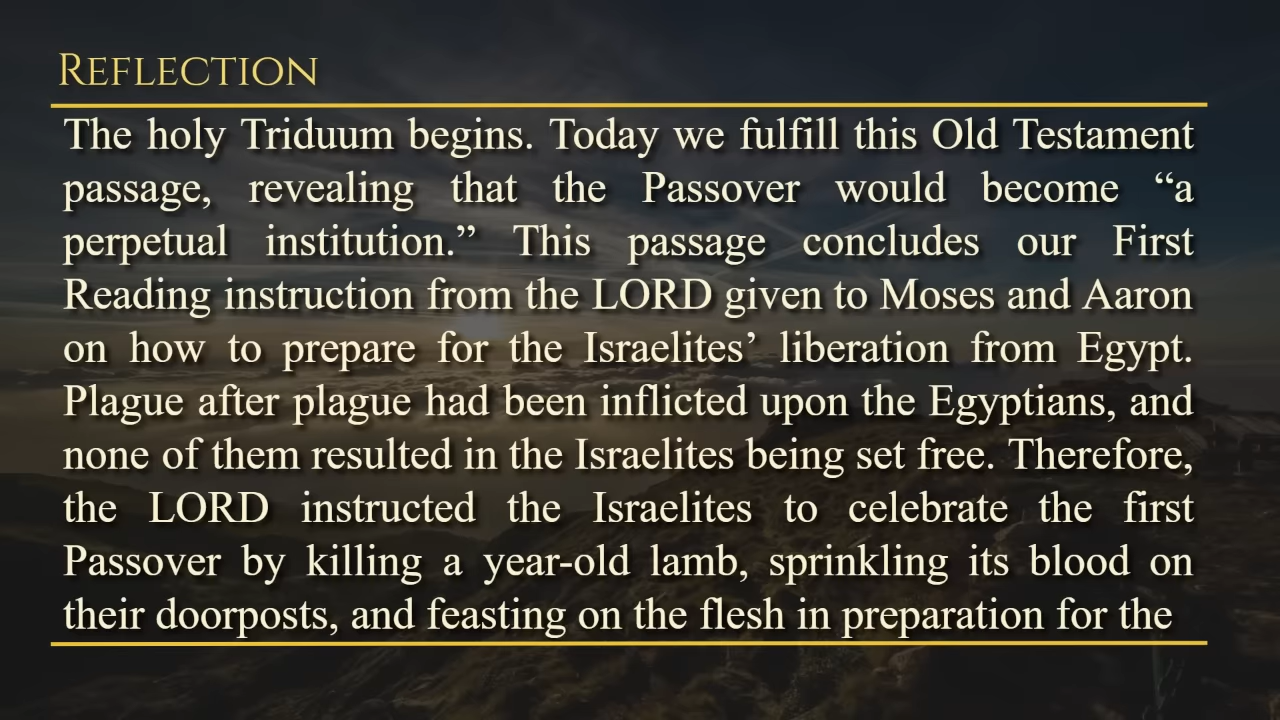 REFLECTION
The holy Triduum begins. Today we fulfill this Old Testament
passage, revealing that the Passover would become “a
perpetual institution.” This passage concludes our First
Reading instruction from the LORD given to Moses and Aaron
on how to prepare for the Israelites’ liberation from Egypt.
Plague after plague had been inflicted upon the Egyptians, and
none of them resulted in the Israelites being set free. Therefore,
the LORD instructed the Israelites to celebrate the first
Passover by killing a year-old lamb, sprinkling its blood on
their doorposts, and feasting on the flesh in preparation for the